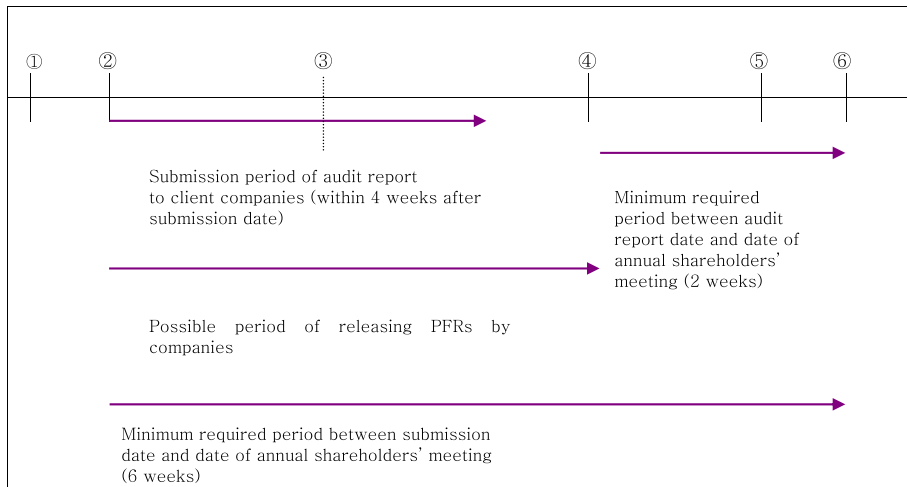 ① ② ③ ④ ⑤ ⑥
Submission period of audit report
to client companies (within 4 weeks after
submission date)
Minimum required
period between audit
report date and date of
annual shareholders’
meeting (2 weeks)
Possible period of releasing PFRs by
companies
Minimum required period between submission
date and date of annual shareholders’ meeting
(6 weeks)